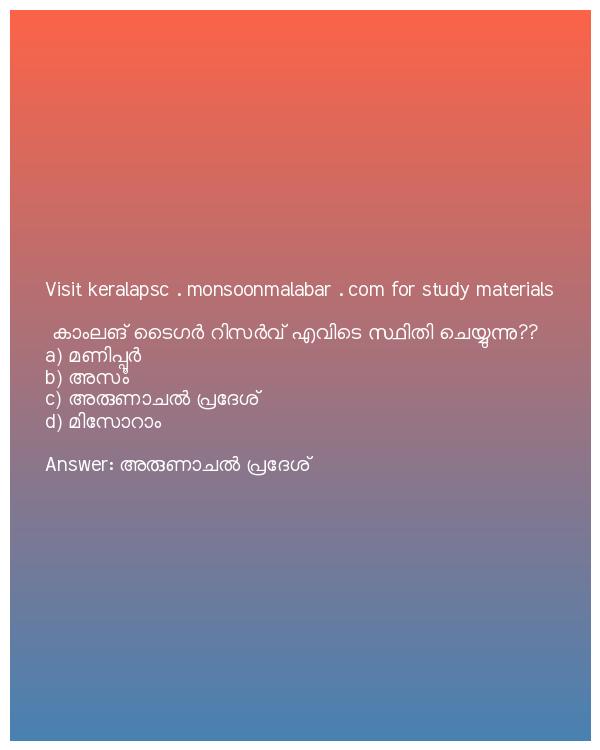 Visit keralapsc . monsoonmalabar . com for study materials
കാംലങ് ടൈഗർ റിസർവ് എവിടെ സ്ഥിതി ചെയ്യുന്നു??
a) മണിപ്പൂർ
b) അസം
c) അരുണാചൽ പ്രദേശ്
d) മിസോറാം
Answer: അരുണാചൽ പ്രദേശ്